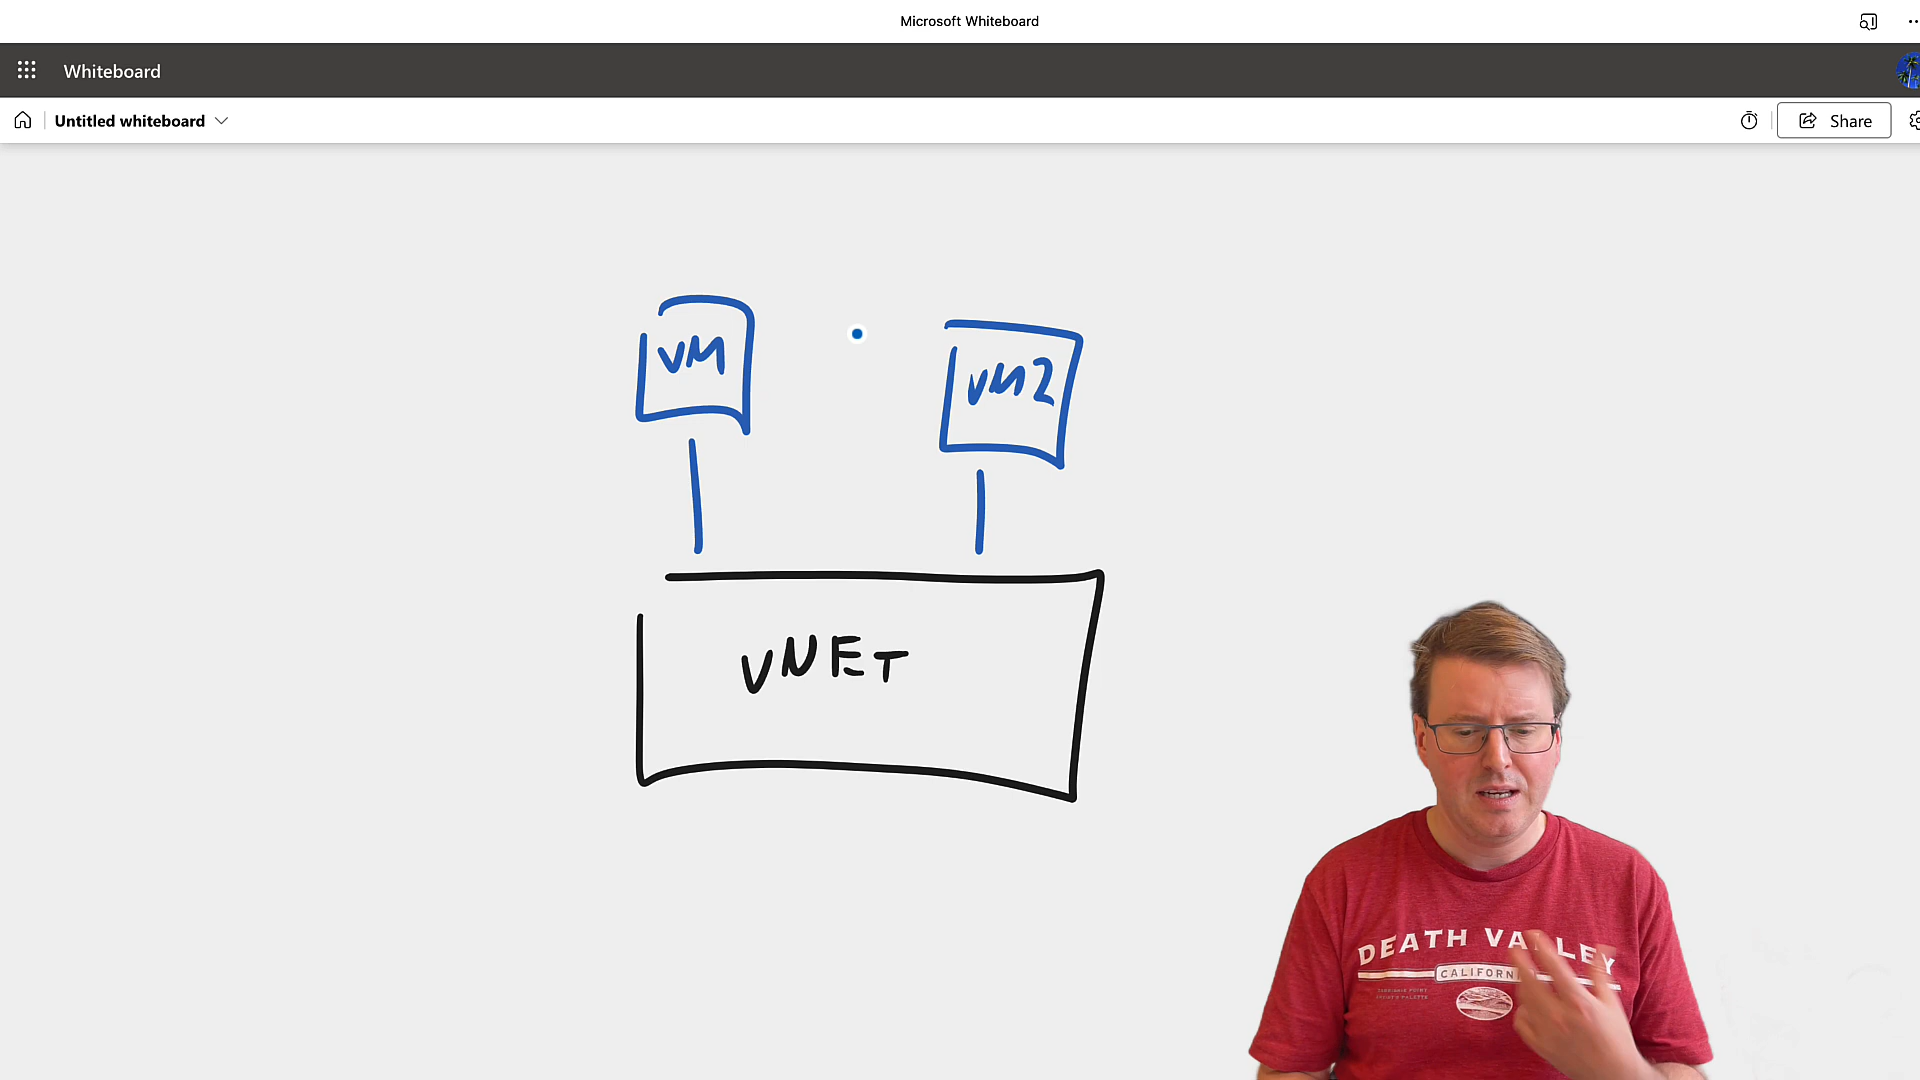 Microsoft Whiteboard
Whiteboard
Untitled whiteboard
Share
VM
VM2
VNET
DEATH VALLEY
CALIFORN